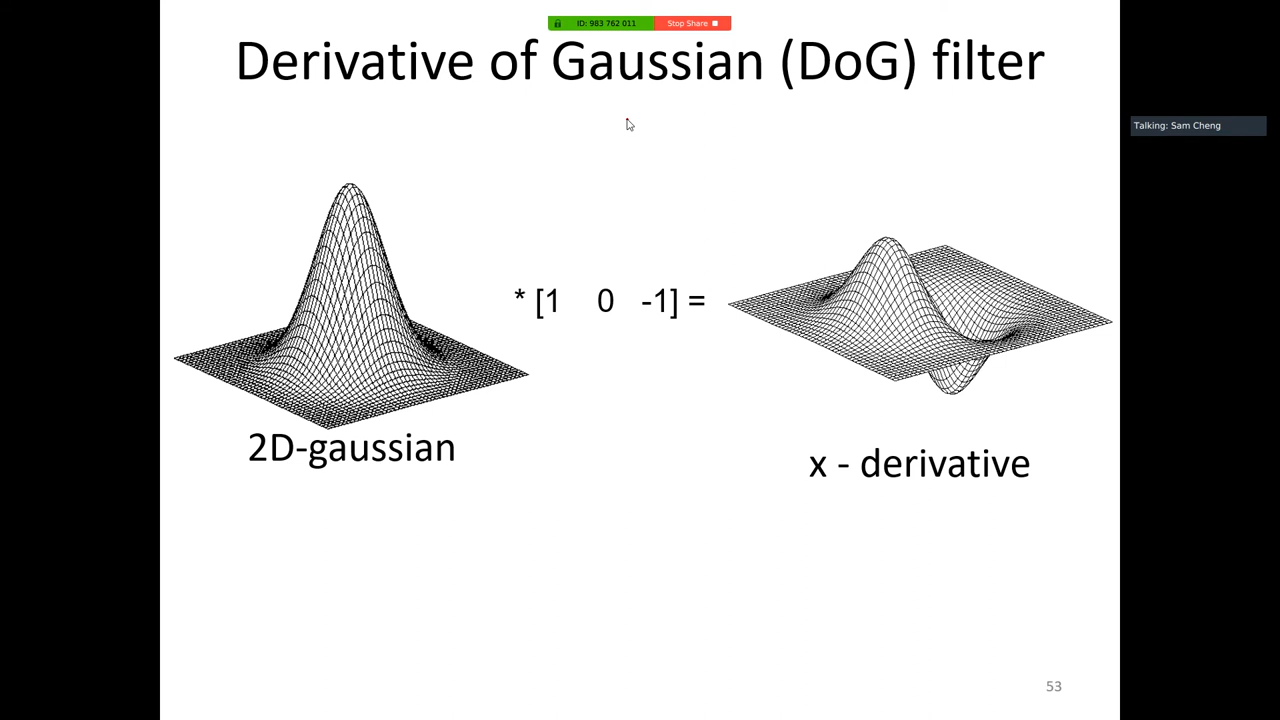 ID: 983 762 011 Stop Share
Derivative of Gaussian (DoG) filter
Talking: Sam Cheng
* [1 0 -1] =
2D-gaussian
x - derivative
53